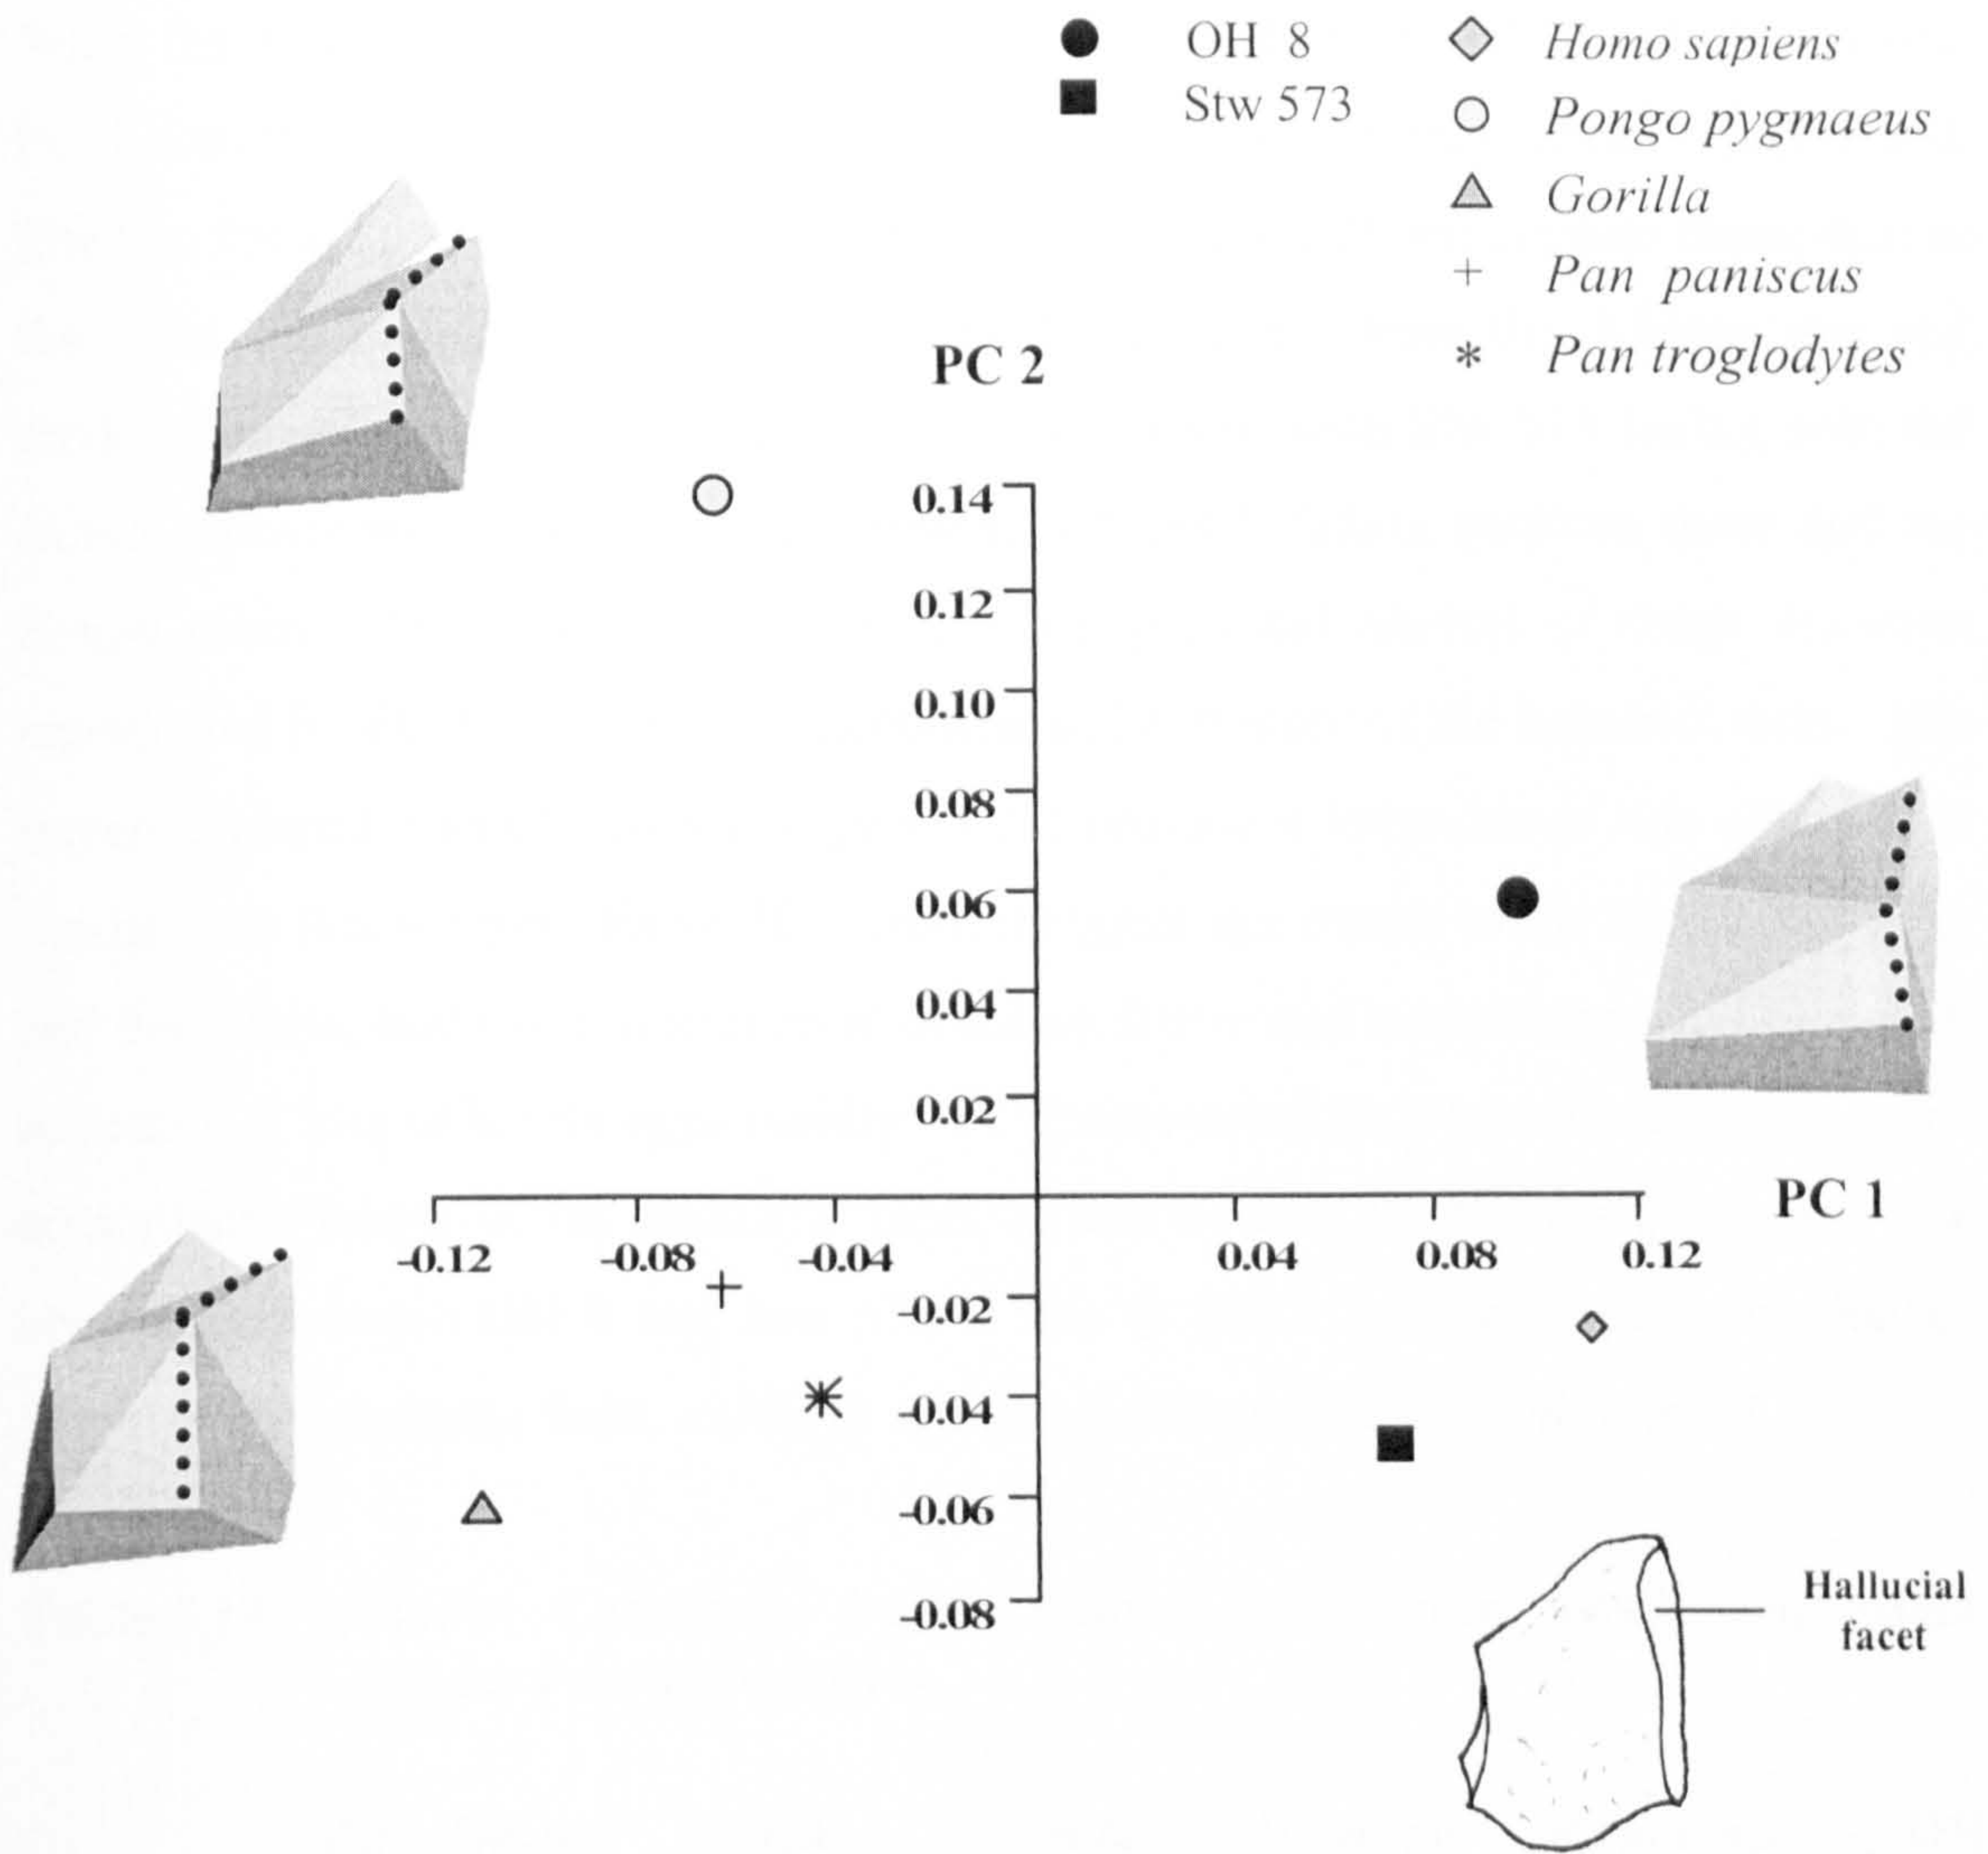 OH 8
Stw 573
Homo sapiens
Pongo pygmaeus
Gorilla
Pan paniscus
Pan troglodytes
PC 2
0.14
0.12
0.10
0.08
0.06
0.04
0.02
PC 1
-0.12 -0.08 -0.04 0.04 0.08 0.12
-0.02
-0.04
-0.06
-0.08
Hallucial
facet